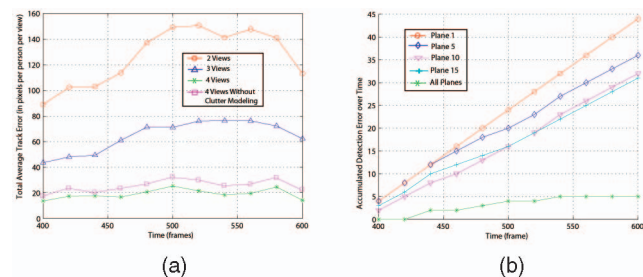 Total Average Track Error (in pixels per person per view)
160
140
120
100
80
60
40
20
0
400
450
500
550
600
Time (frames)
2 Views
3 Views
4 Views
4 Views Without
Clutter Modeling
(a)
Accumulated Detection Error over Time
45
40
35
30
25
20
15
10
5
0
400
450
500
550
600
Time (frames)
Plane 1
Plane 5
Plane 10
Plane 15
All Planes
(b)